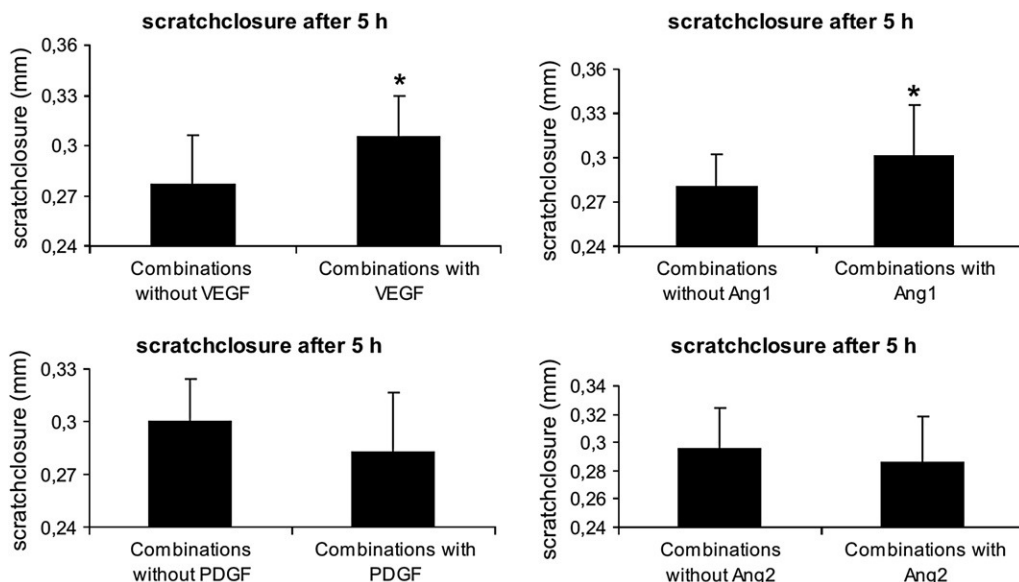 scratchclosure after 5 h
scratchclosure (mm)
0,36
0,33
0,3
0,27
0,24
*
Combinations
without VEGF
Combinations with
VEGF
scratchclosure after 5 h
scratchclosure (mm)
0,36
0,33
0,3
0,27
0,24
*
Combinations
without Ang1
Combinations with
Ang1
scratchclosure after 5 h
scratchclosure (mm)
0,33
0,3
0,27
0,24
Combinations
without PDGF
Combinations with
PDGF
scratchclosure after 5 h
scratchclosure (mm)
0,34
0,32
0,3
0,28
0,26
0,24
Combinations
without Ang2
Combinations with
Ang2